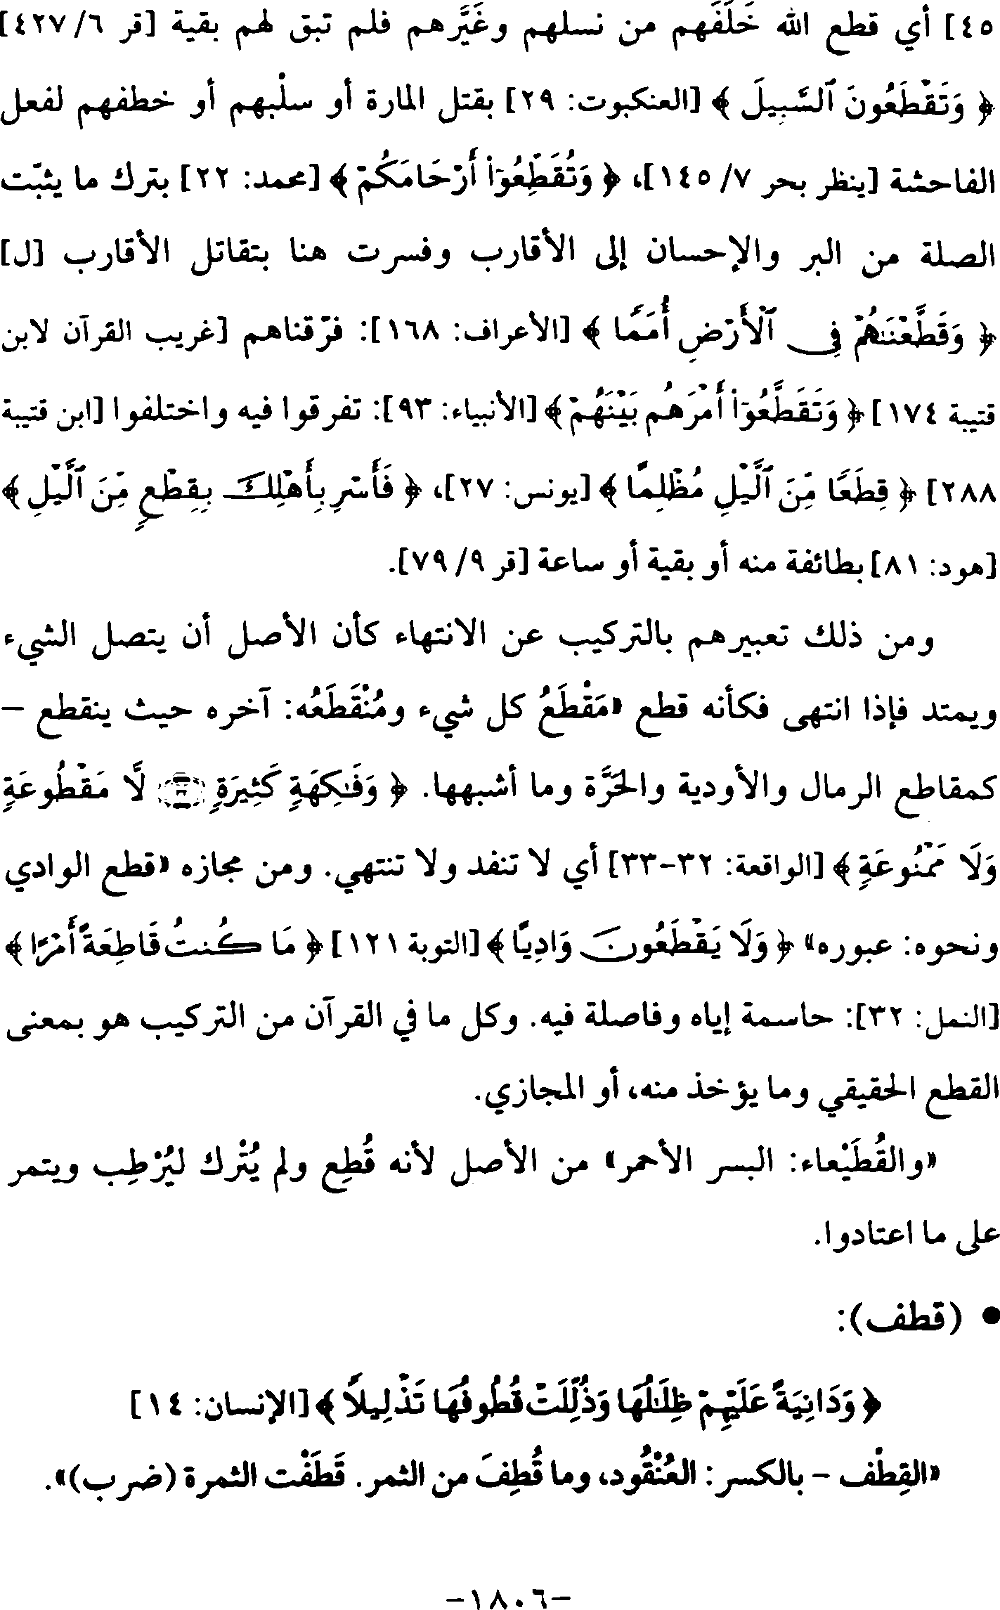 ٤٥] أي قطع الله خَلَفَهم من نسلهم وغَيَّرهم فلم تبق لهم بقية [قر ٦/ ٤٢٧]
﴿ وَتَقْطَعُونَ ٱلسَّبِيلَ ﴾ [العنكبوت: ٢٩] بقتل المارة أو سلْبهم أو خطفهم لفعل
الفاحشة [ينظر بحر ٧/ ١٤٥]، ﴿ وَتُقَطِّعُوٓا۟ أَرْحَامَكُمْ ﴾ [محمد: ٢٢] بترك ما يثبّت
الصلة من البر والإحسان إلى الأقارب وفسرت هنا بتقاتل الأقارب [ل]
﴿ وَقَطَّعْنَـٰهُمْ فِى ٱلْأَرْضِ أُمَمًا ﴾ [الأعراف: ١٦٨]: فرّقناهم [غريب القرآن لابن
قتيبة ١٧٤] ﴿ وَتَقَطَّعُوٓا۟ أَمْرَهُم بَيْنَهُمْ ﴾ [الأنبياء: ٩٣]: تفرقوا فيه واختلفوا [ابن قتيبة
٢٨٨] ﴿ قِطَعًا مِّنَ ٱلَّيْلِ مُظْلِمًا ﴾ [يونس: ٢٧]، ﴿ فَأَسْرِ بِأَهْلِكَ بِقِطْعٍ مِّنَ ٱلَّيْلِ ﴾
[هود: ٨١] بطائفة منه أو بقية أو ساعة [قر ٩/ ٧٩].
ومن ذلك تعبيرهم بالتركيب عن الانتهاء كأن الأصل أن يتصل الشيء
ويمتد فإذا انتهى فكأنه قطع «مَقْطَعُ كل شيء ومُنْقَطَعُه: آخره حيث ينقطع –
كمقاطع الرمال والأودية والحَرَّة وما أشبهها. ﴿ وَفَـٰكِهَةٍ كَثِيرَةٍ ۝٣٢ لَّا مَقْطُوعَةٍ
وَلَا مَمْنُوعَةٍ ﴾ [الواقعة: ٣٢-٣٣] أي لا تنفد ولا تنتهي. ومن مجازه «قطع الوادي
ونحوه: عبوره» ﴿ وَلَا يَقْطَعُونَ وَادِيًا ﴾ [التوبة ١٢١] ﴿ مَا كُنتُ قَاطِعَةً أَمْرًا ﴾
[النمل: ٣٢]: حاسمة إياه وفاصلة فيه. وكل ما في القرآن من التركيب هو بمعنى
القطع الحقيقي وما يؤخذ منه، أو المجازي.
«والقُطَيْعاء: البسر الأحمر» من الأصل لأنه قُطِع ولم يُتْرك ليُرْطِب ويتمر
على ما اعتادوا.
• (قطف):
﴿ وَدَانِيَةً عَلَيْهِمْ ظِلَـٰلُهَا وَذُلِّلَتْ قُطُوفُهَا تَذْلِيلًا ﴾ [الإنسان: ١٤]
«القِطْف – بالكسر: العُنْقُود، وما قُطِفَ من الثمر. قَطَفْت الثمرة (ضرب)».
-١٨٠٦-